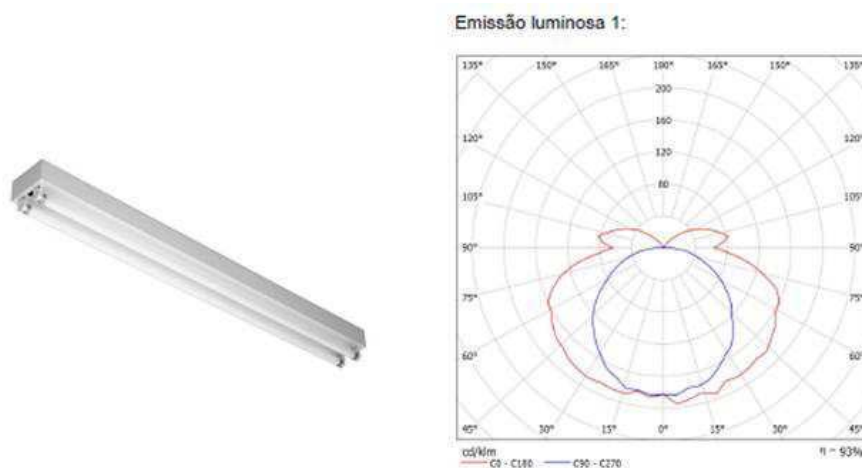 Emissão luminosa 1:
135° 150° 165° 180° 165° 150° 135°
200
160
120° 120 120°
80
105° 105°
90° 90°
75° 75°
60° 60°
45° 30° 15° 0° 15° 30° 45°
cd/klm η = 93%
C0 - C180 C90 - C270